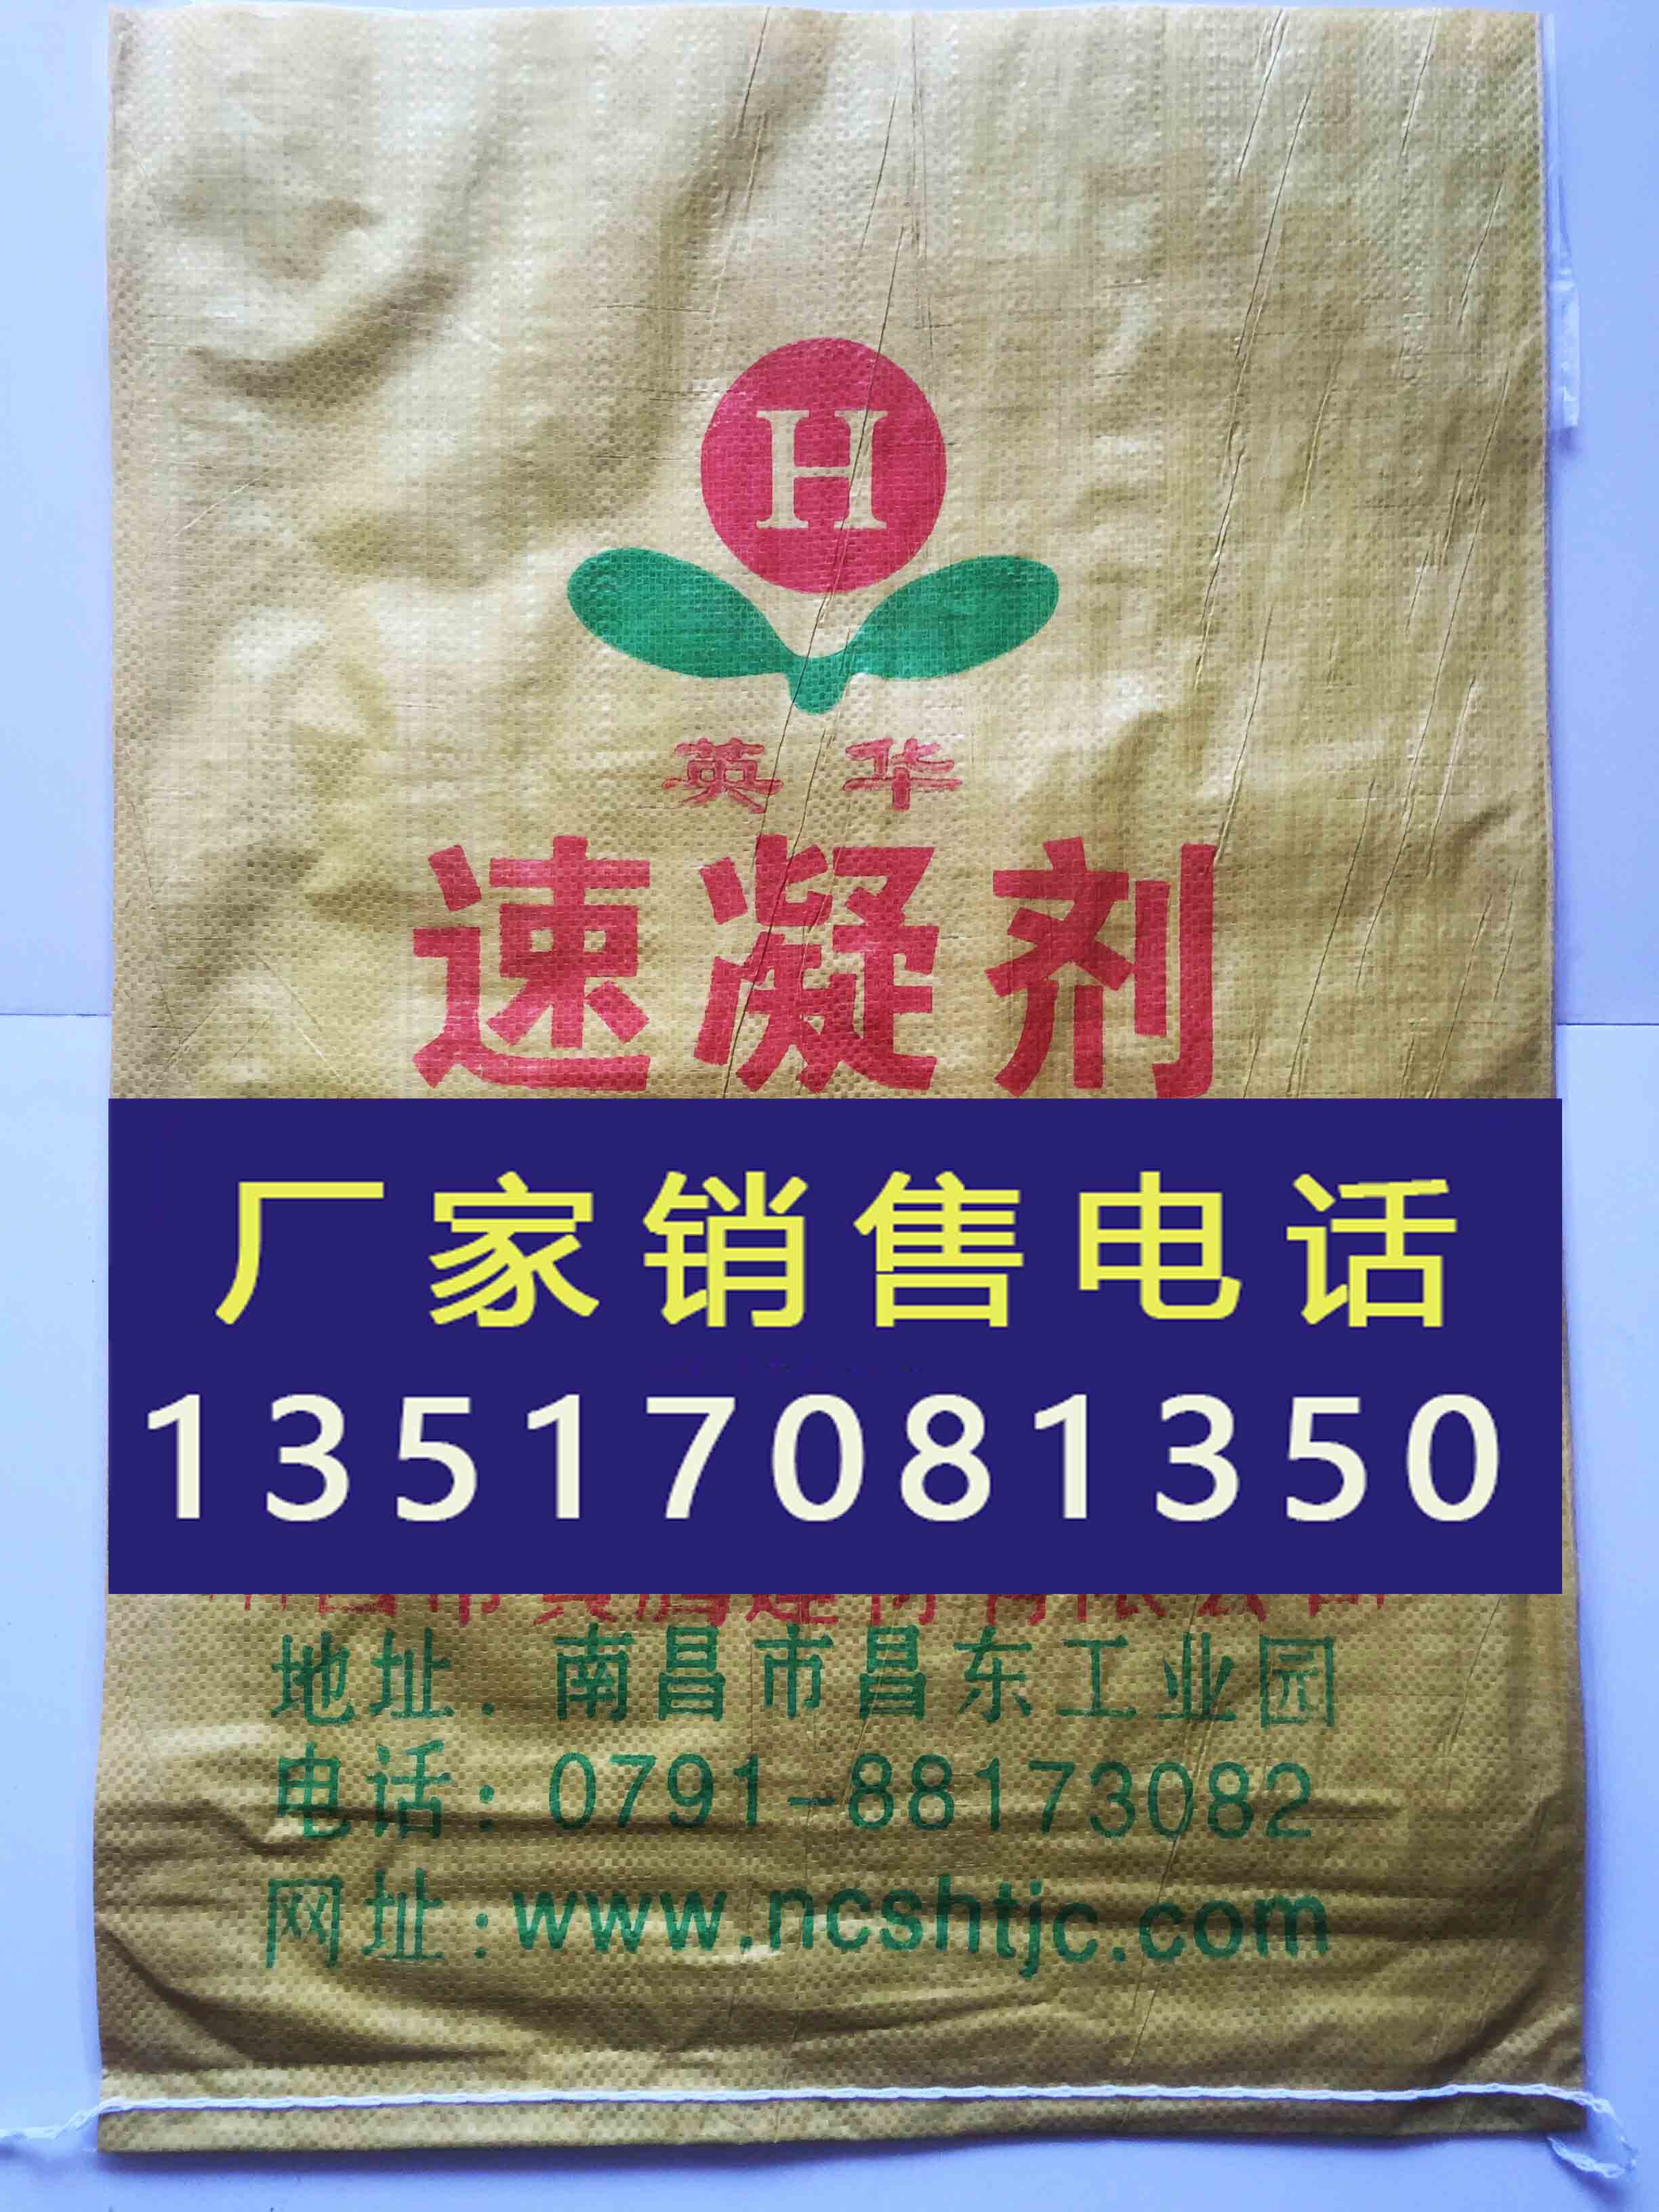 H
英华
速凝剂
厂家销售电话
13517081350
地址:南昌市昌东工业园
电话:0791-88173082
网址:www.ncshtjc.com